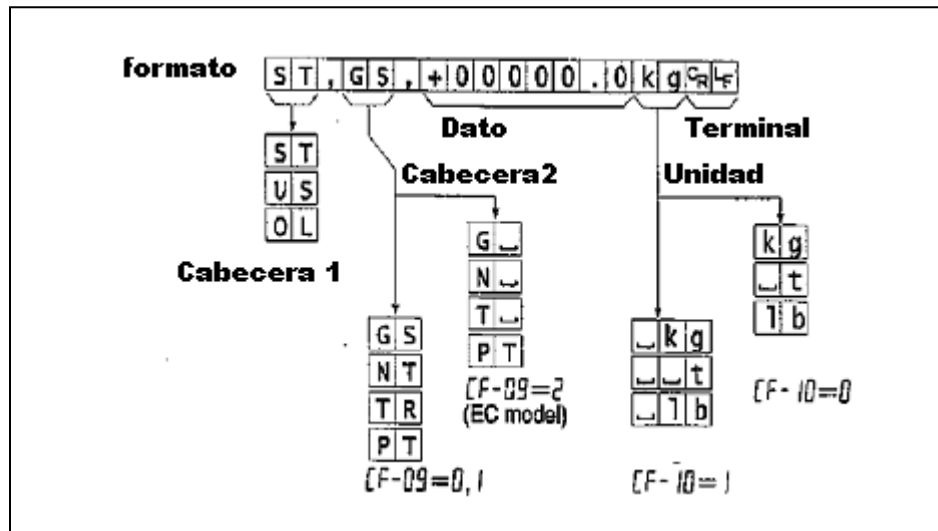 formato ST,GS,+00000.0kgCRLF
Dato Terminal
ST
US
OL
Cabecera 1
Cabecera2
G␣
N␣
T␣
PT
CF-09=2
(EC model)
GS
NT
TR
PT
CF-09=0,1
Unidad
kg
␣t
lb
CF-10=0
␣kg
␣␣t
␣lb
CF-10=1